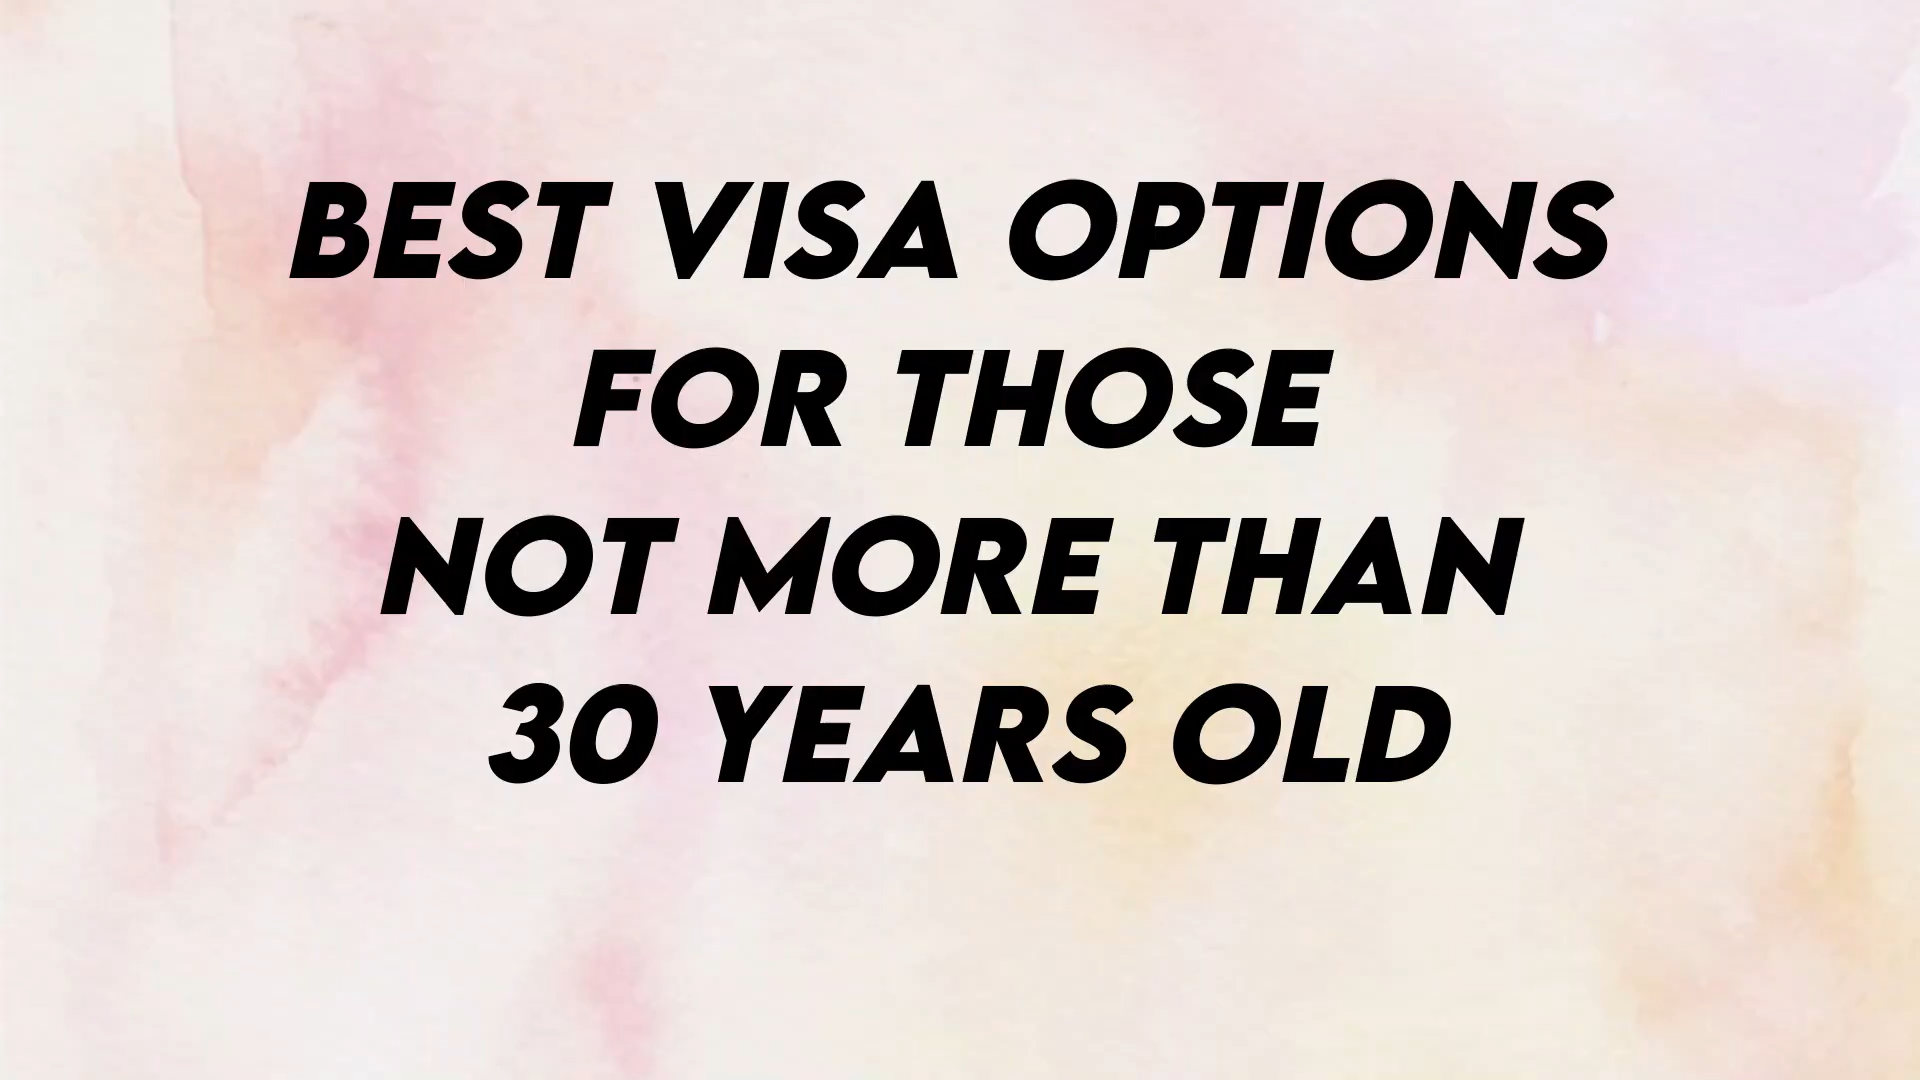 BEST VISA OPTIONS
FOR THOSE
NOT MORE THAN
30 YEARS OLD